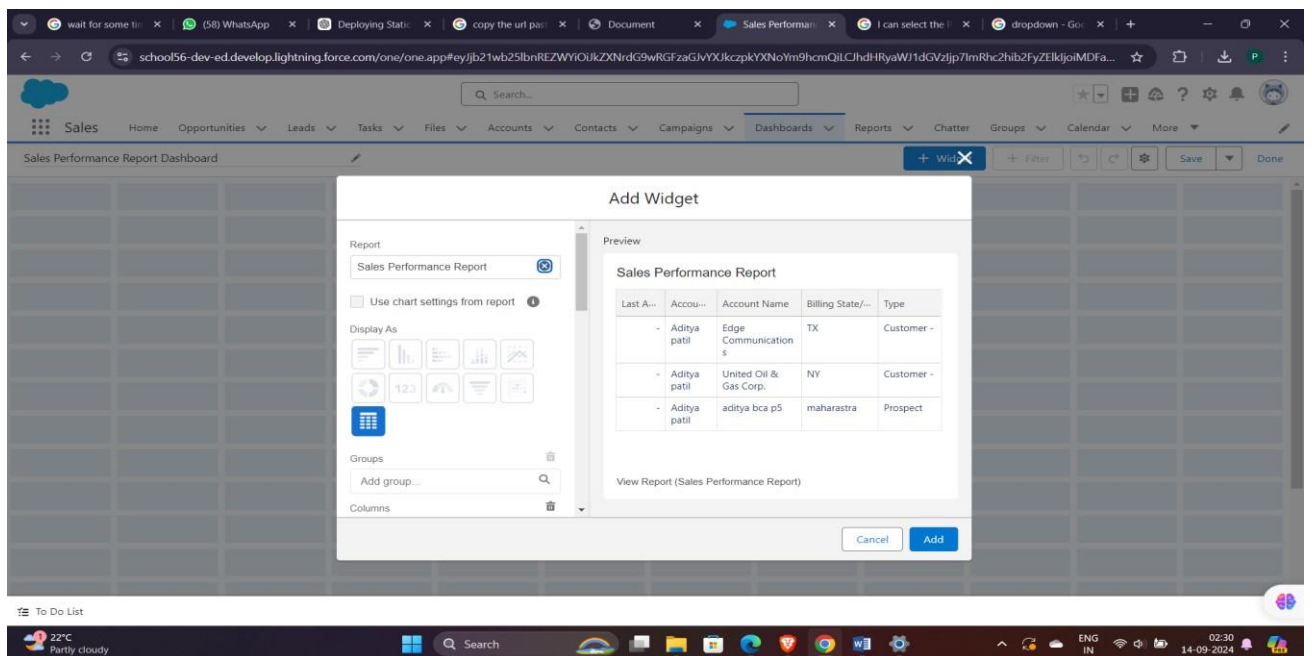 wait for some tim
(58) WhatsApp
Deploying Static
copy the url past
Document
Sales Performan
I can select the
dropdown - Goo
school56-dev-ed.develop.lightning.force.com/one/one.app#
Search...
Sales Home Opportunities Leads Tasks Files Accounts Contacts Campaigns Dashboards Reports Chatter Groups Calendar More
Sales Performance Report Dashboard
+ Widg
+ Filter
Save
Done
Add Widget
Report
Sales Performance Report
Use chart settings from report
Display As
123
Groups
Add group...
Columns
Preview
Sales Performance Report
Last A... Accou... Account Name Billing State/... Type
- Aditya patil Edge Communications TX Customer -
- Aditya patil United Oil & Gas Corp. NY Customer -
- Aditya patil aditya bca p5 maharastra Prospect
View Report (Sales Performance Report)
Cancel
Add
To Do List
1
22°C
Partly cloudy
Search
ENG
IN
02:30
14-09-2024